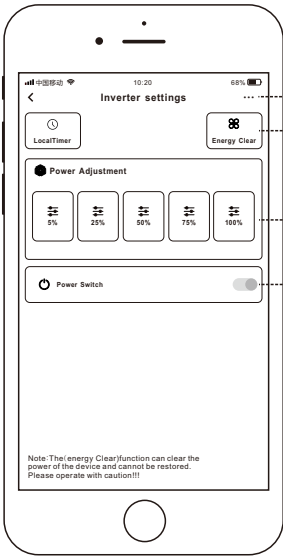 中国移动 10:20 68%
Inverter settings
LocalTimer Energy Clear
Power Adjustment
5% 25% 50% 75% 100%
Power Switch
Note:The(energy Clear)function can clear the
power of the device and cannot be restored.
Please operate with caution!!!